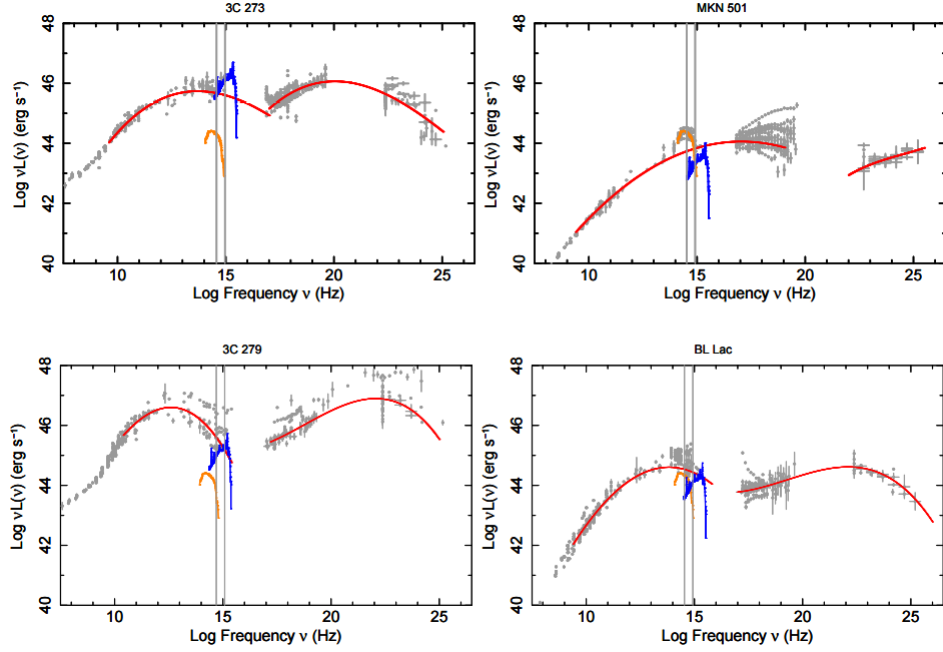 3C 273
Log νL(ν) (erg s⁻¹)
40 42 44 46 48
10 15 20 25
Log Frequency ν (Hz)
MKN 501
Log νL(ν) (erg s⁻¹)
40 42 44 46 48
10 15 20 25
Log Frequency ν (Hz)
3C 279
Log νL(ν) (erg s⁻¹)
40 42 44 46 48
10 15 20 25
Log Frequency ν (Hz)
BL Lac
Log νL(ν) (erg s⁻¹)
40 42 44 46 48
10 15 20 25
Log Frequency ν (Hz)